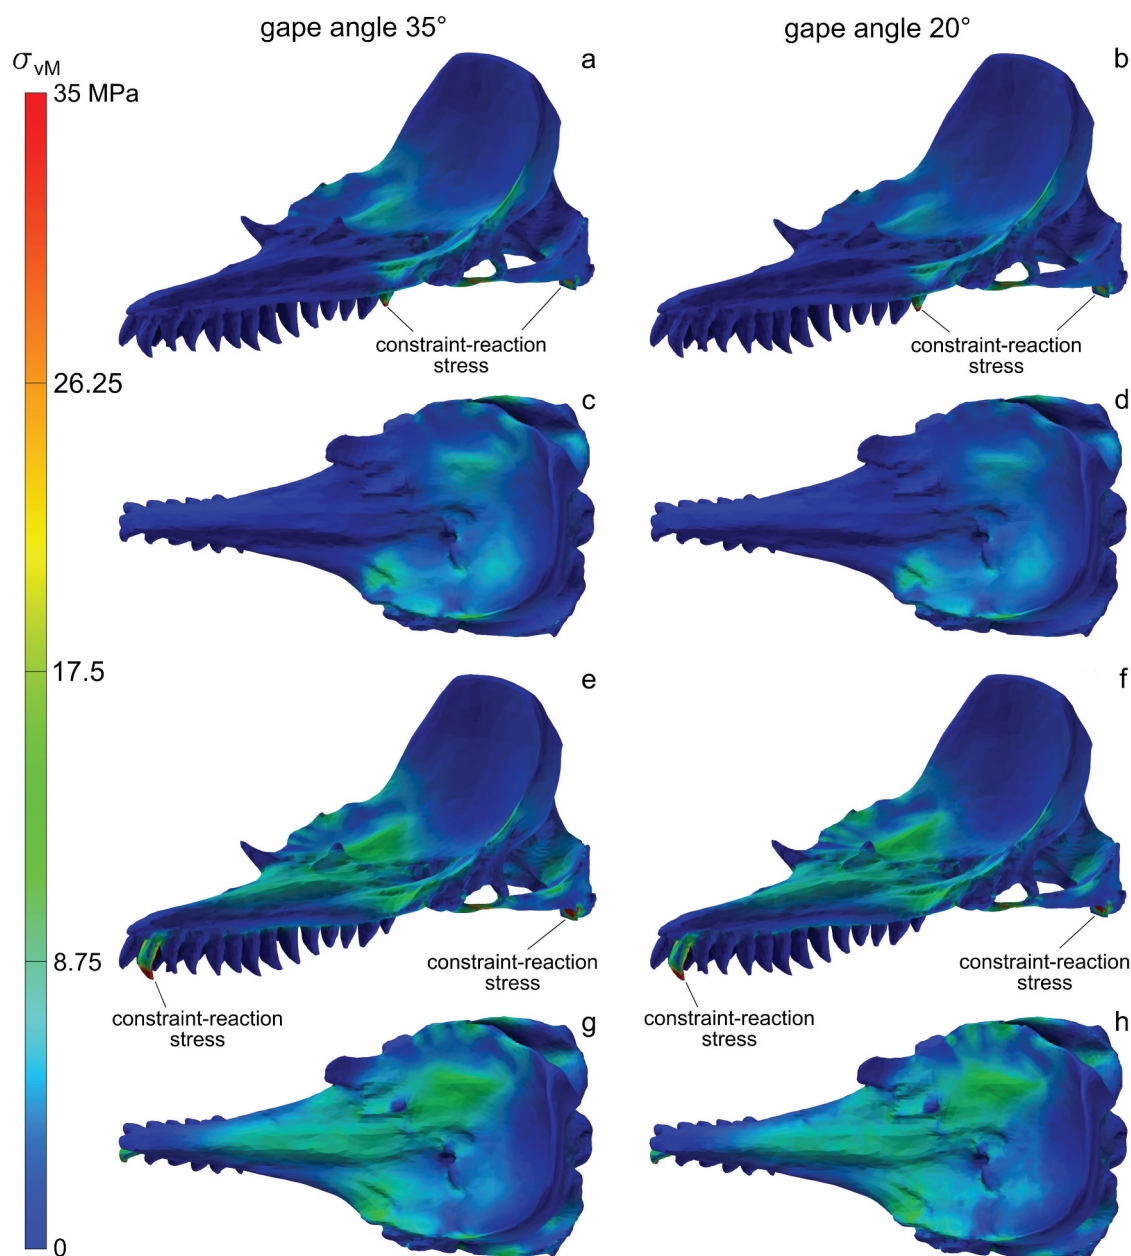 gape angle 35°
gape angle 20°
σvM
a
b
35 MPa
constraint-reaction
stress
constraint-reaction
stress
26.25
c
d
17.5
e
f
8.75
constraint-reaction
stress
constraint-reaction
stress
constraint-reaction
stress
constraint-reaction
stress
g
h
0